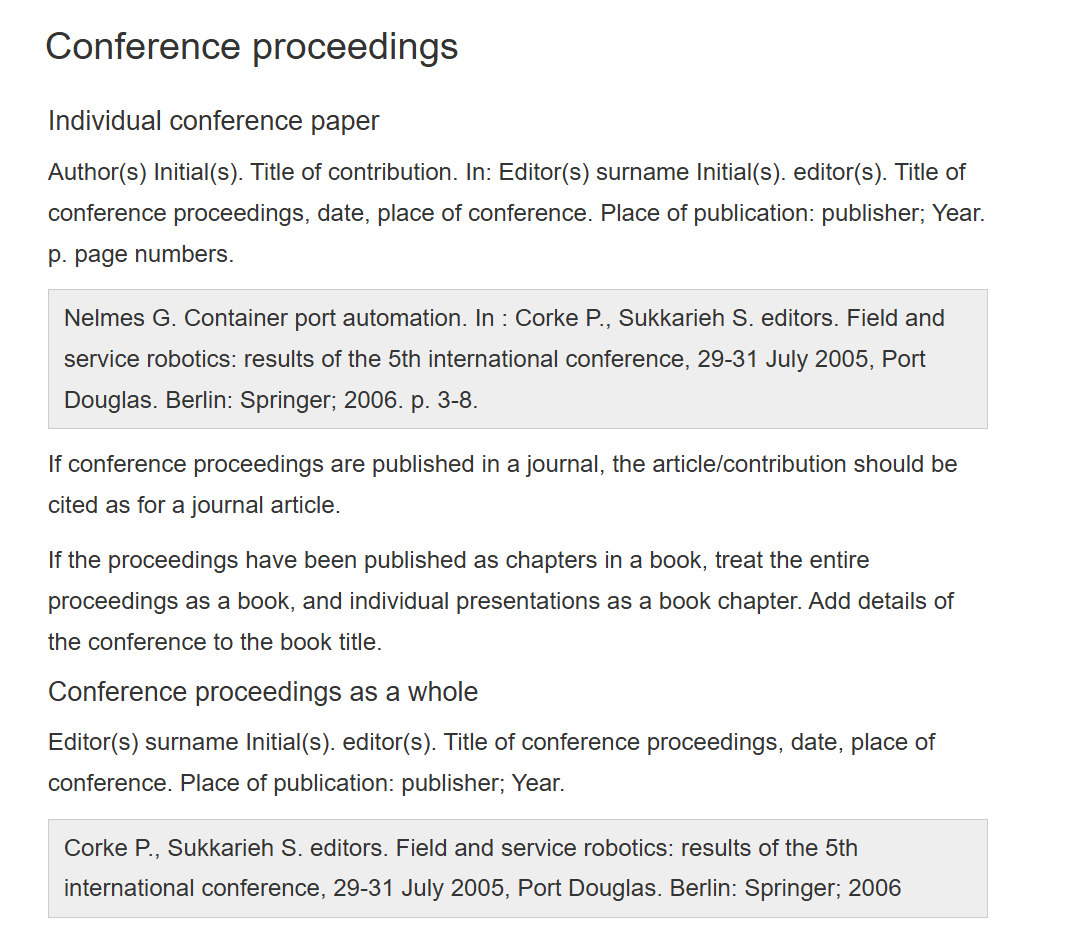 Conference proceedings
Individual conference paper
Author(s) Initial(s). Title of contribution. In: Editor(s) surname Initial(s). editor(s). Title of
conference proceedings, date, place of conference. Place of publication: publisher; Year.
p. page numbers.
Nelmes G. Container port automation. In : Corke P., Sukkarieh S. editors. Field and
service robotics: results of the 5th international conference, 29-31 July 2005, Port
Douglas. Berlin: Springer; 2006. p. 3-8.
If conference proceedings are published in a journal, the article/contribution should be
cited as for a journal article.
If the proceedings have been published as chapters in a book, treat the entire
proceedings as a book, and individual presentations as a book chapter. Add details of
the conference to the book title.
Conference proceedings as a whole
Editor(s) surname Initial(s). editor(s). Title of conference proceedings, date, place of
conference. Place of publication: publisher; Year.
Corke P., Sukkarieh S. editors. Field and service robotics: results of the 5th
international conference, 29-31 July 2005, Port Douglas. Berlin: Springer; 2006